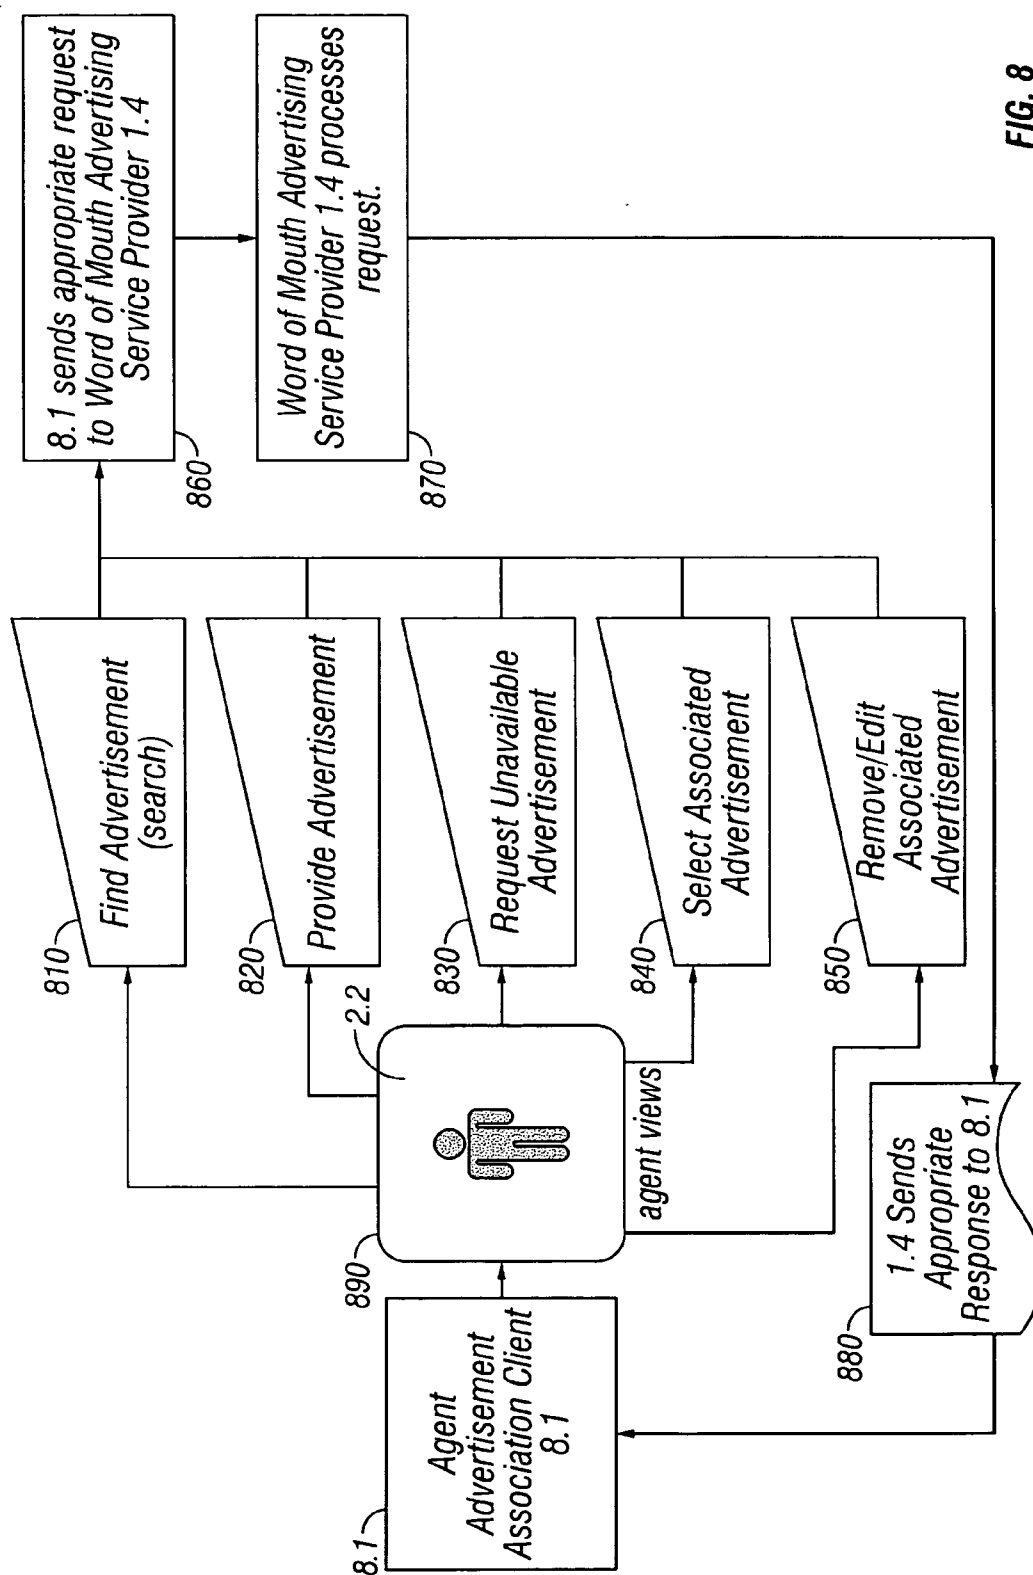 8.1
Agent
Advertisement
Association Client
8.1
890
2.2
agent views
810
Find Advertisement
(search)
820
Provide Advertisement
830
Request Unavailable
Advertisement
840
Select Associated
Advertisement
850
Remove/Edit
Associated
Advertisement
860
8.1 sends appropriate request
to Word of Mouth Advertising
Service Provider 1.4
870
Word of Mouth Advertising
Service Provider 1.4 processes
request.
880
1.4 Sends
Appropriate
Response to 8.1
FIG. 8